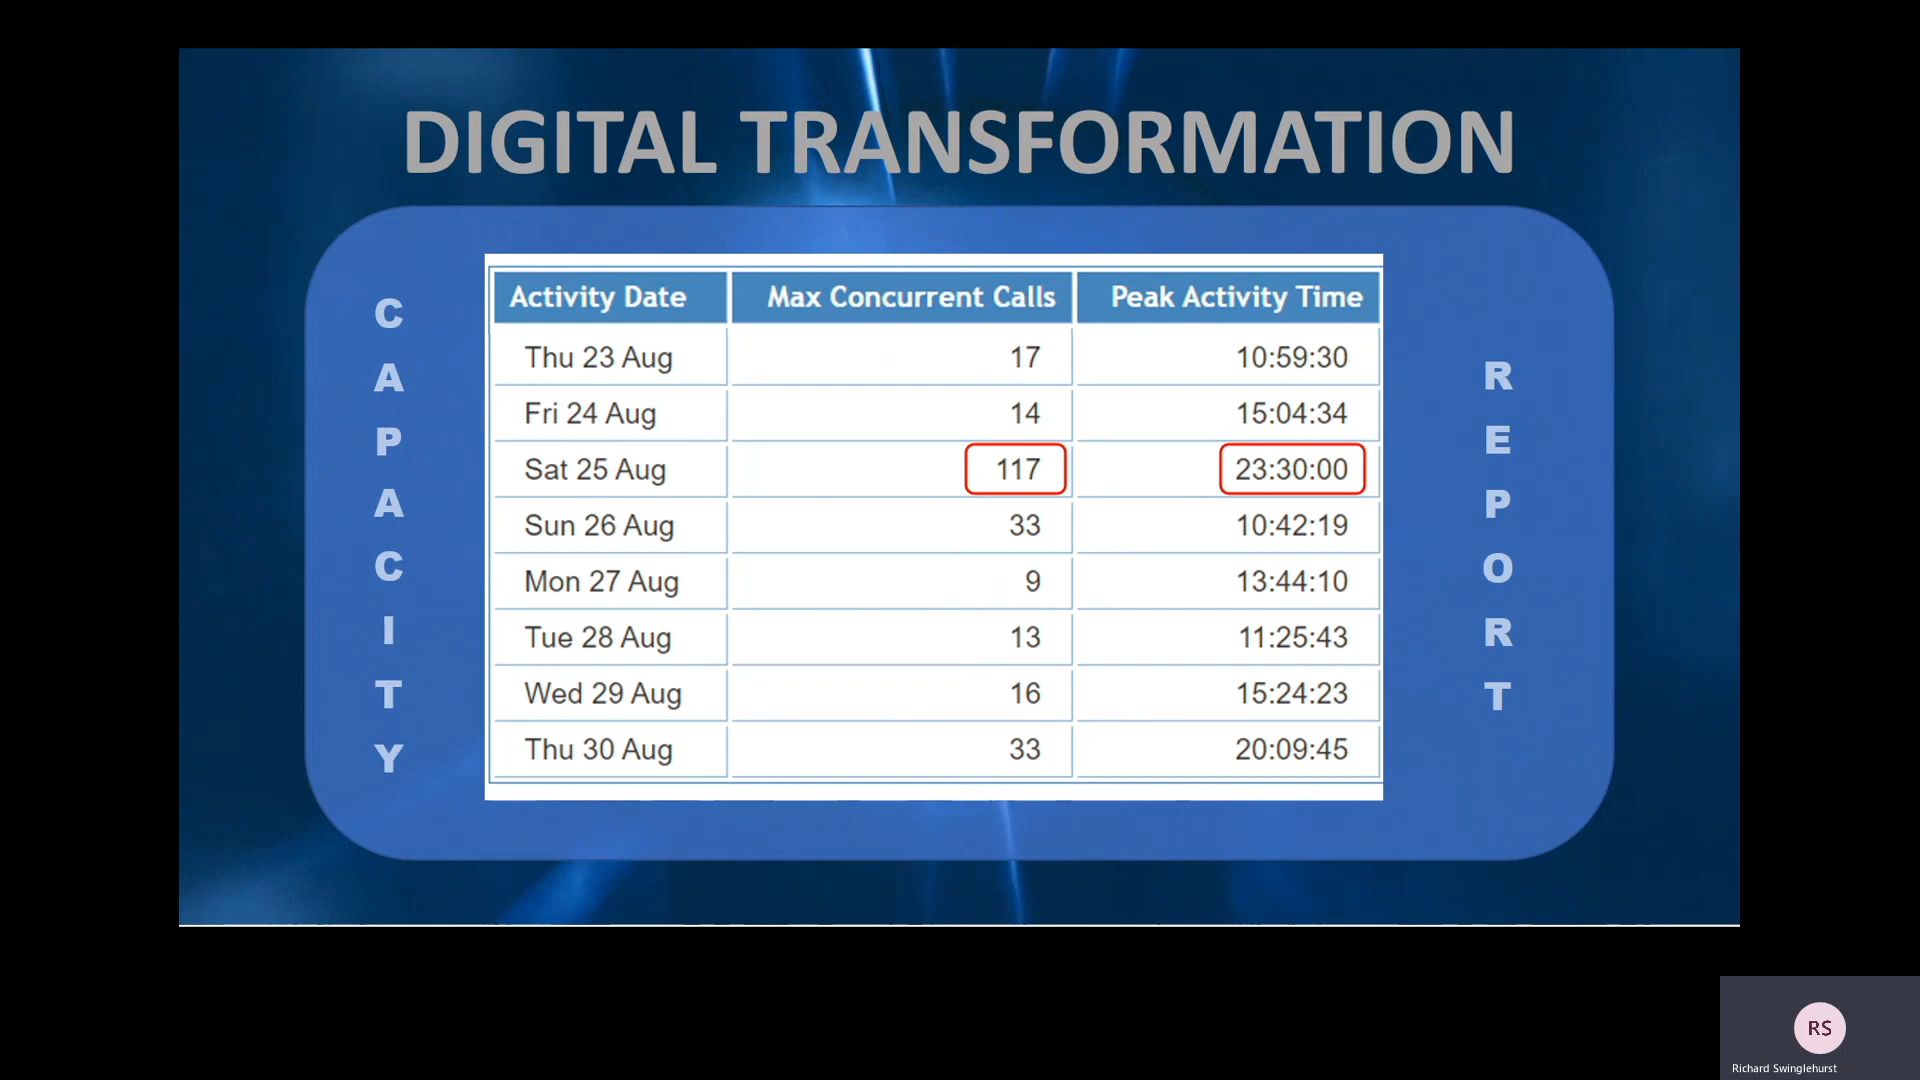 DIGITAL TRANSFORMATION
CAPACITY
Activity Date Max Concurrent Calls Peak Activity Time
Thu 23 Aug 17 10:59:30
Fri 24 Aug 14 15:04:34
Sat 25 Aug 117 23:30:00
Sun 26 Aug 33 10:42:19
Mon 27 Aug 9 13:44:10
Tue 28 Aug 13 11:25:43
Wed 29 Aug 16 15:24:23
Thu 30 Aug 33 20:09:45
REPORT
RS
Richard Swinglehurst